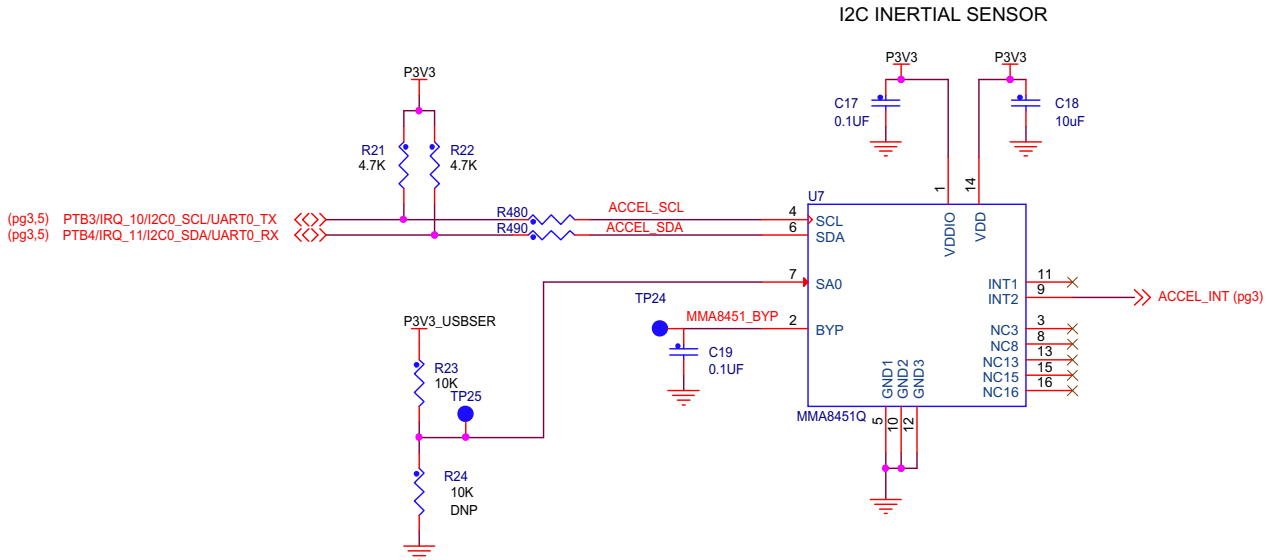 I2C INERTIAL SENSOR
P3V3
P3V3
P3V3
C17
0.1UF
C18
10uF
R21
4.7K
R22
4.7K
1
14
U7
VDDIO
VDD
(pg3,5) PTB3/IRQ_10/I2C0_SCL/UART0_TX
R480
ACCEL_SCL
4
SCL
(pg3,5) PTB4/IRQ_11/I2C0_SDA/UART0_RX
R490
ACCEL_SDA
6
SDA
7
SA0
INT1
11
INT2
9
ACCEL_INT (pg3)
TP24
MMA8451_BYP
2
BYP
NC3
3
NC8
8
NC13
13
NC15
15
NC16
16
C19
0.1UF
P3V3_USBSER
R23
10K
TP25
GND1
GND2
GND3
MMA8451Q
5
10
12
R24
10K
DNP